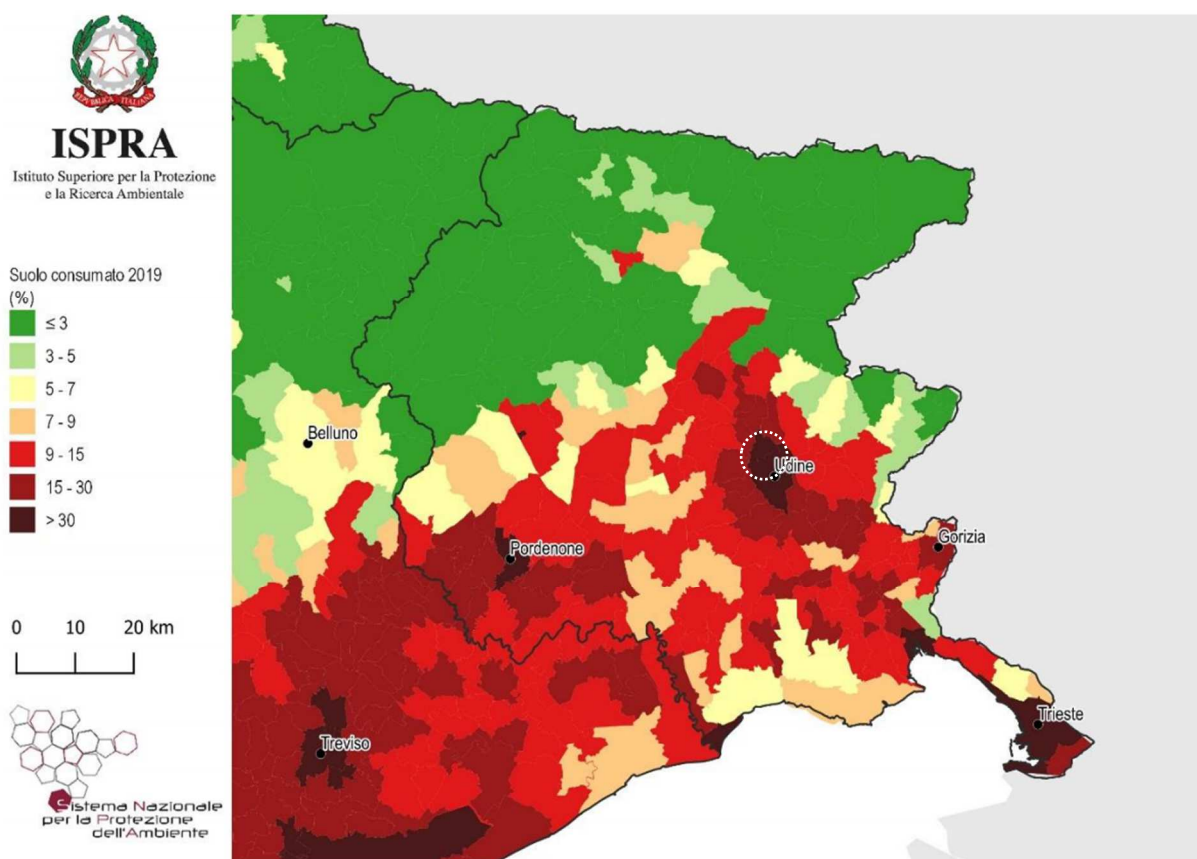 REPVBBLICA ITALIANA
ISPRA
Istituto Superiore per la Protezione
e la Ricerca Ambientale
Suolo consumato 2019
(%)
≤ 3
3 - 5
5 - 7
7 - 9
9 - 15
15 - 30
> 30
0 10 20 km
Sistema Nazionale
per la Protezione
dell'Ambiente
Belluno
Udine
Pordenone
Gorizia
Trieste
Treviso